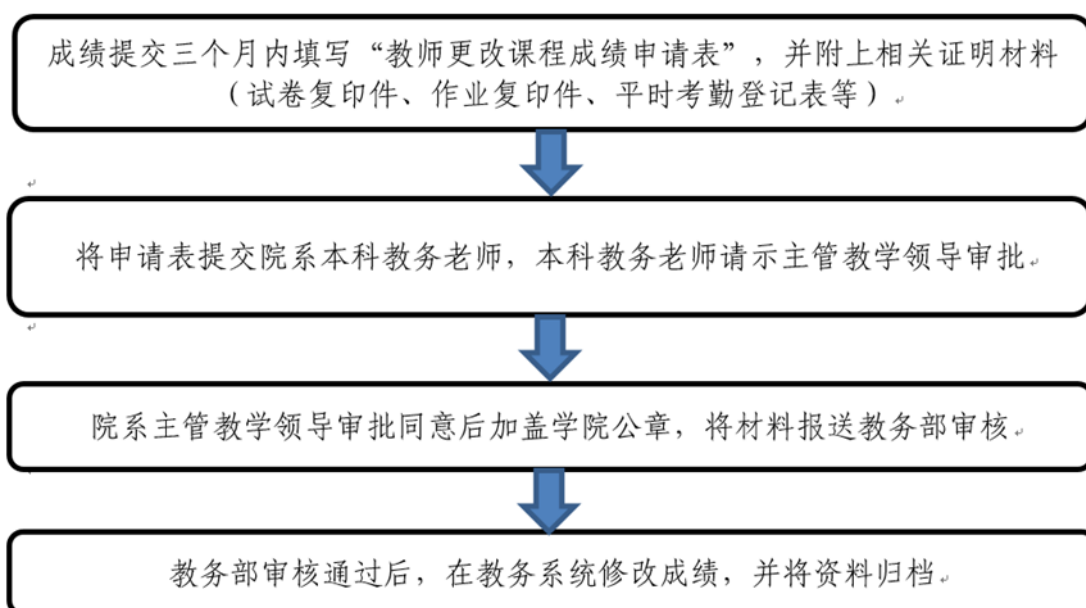 成绩提交三个月内填写“教师更改课程成绩申请表”，并附上相关证明材料
（试卷复印件、作业复印件、平时考勤登记表等）
将申请表提交院系本科教务老师，本科教务老师请示主管教学领导审批
院系主管教学领导审批同意后加盖学院公章，将材料报送教务部审核
教务部审核通过后，在教务系统修改成绩，并将资料归档